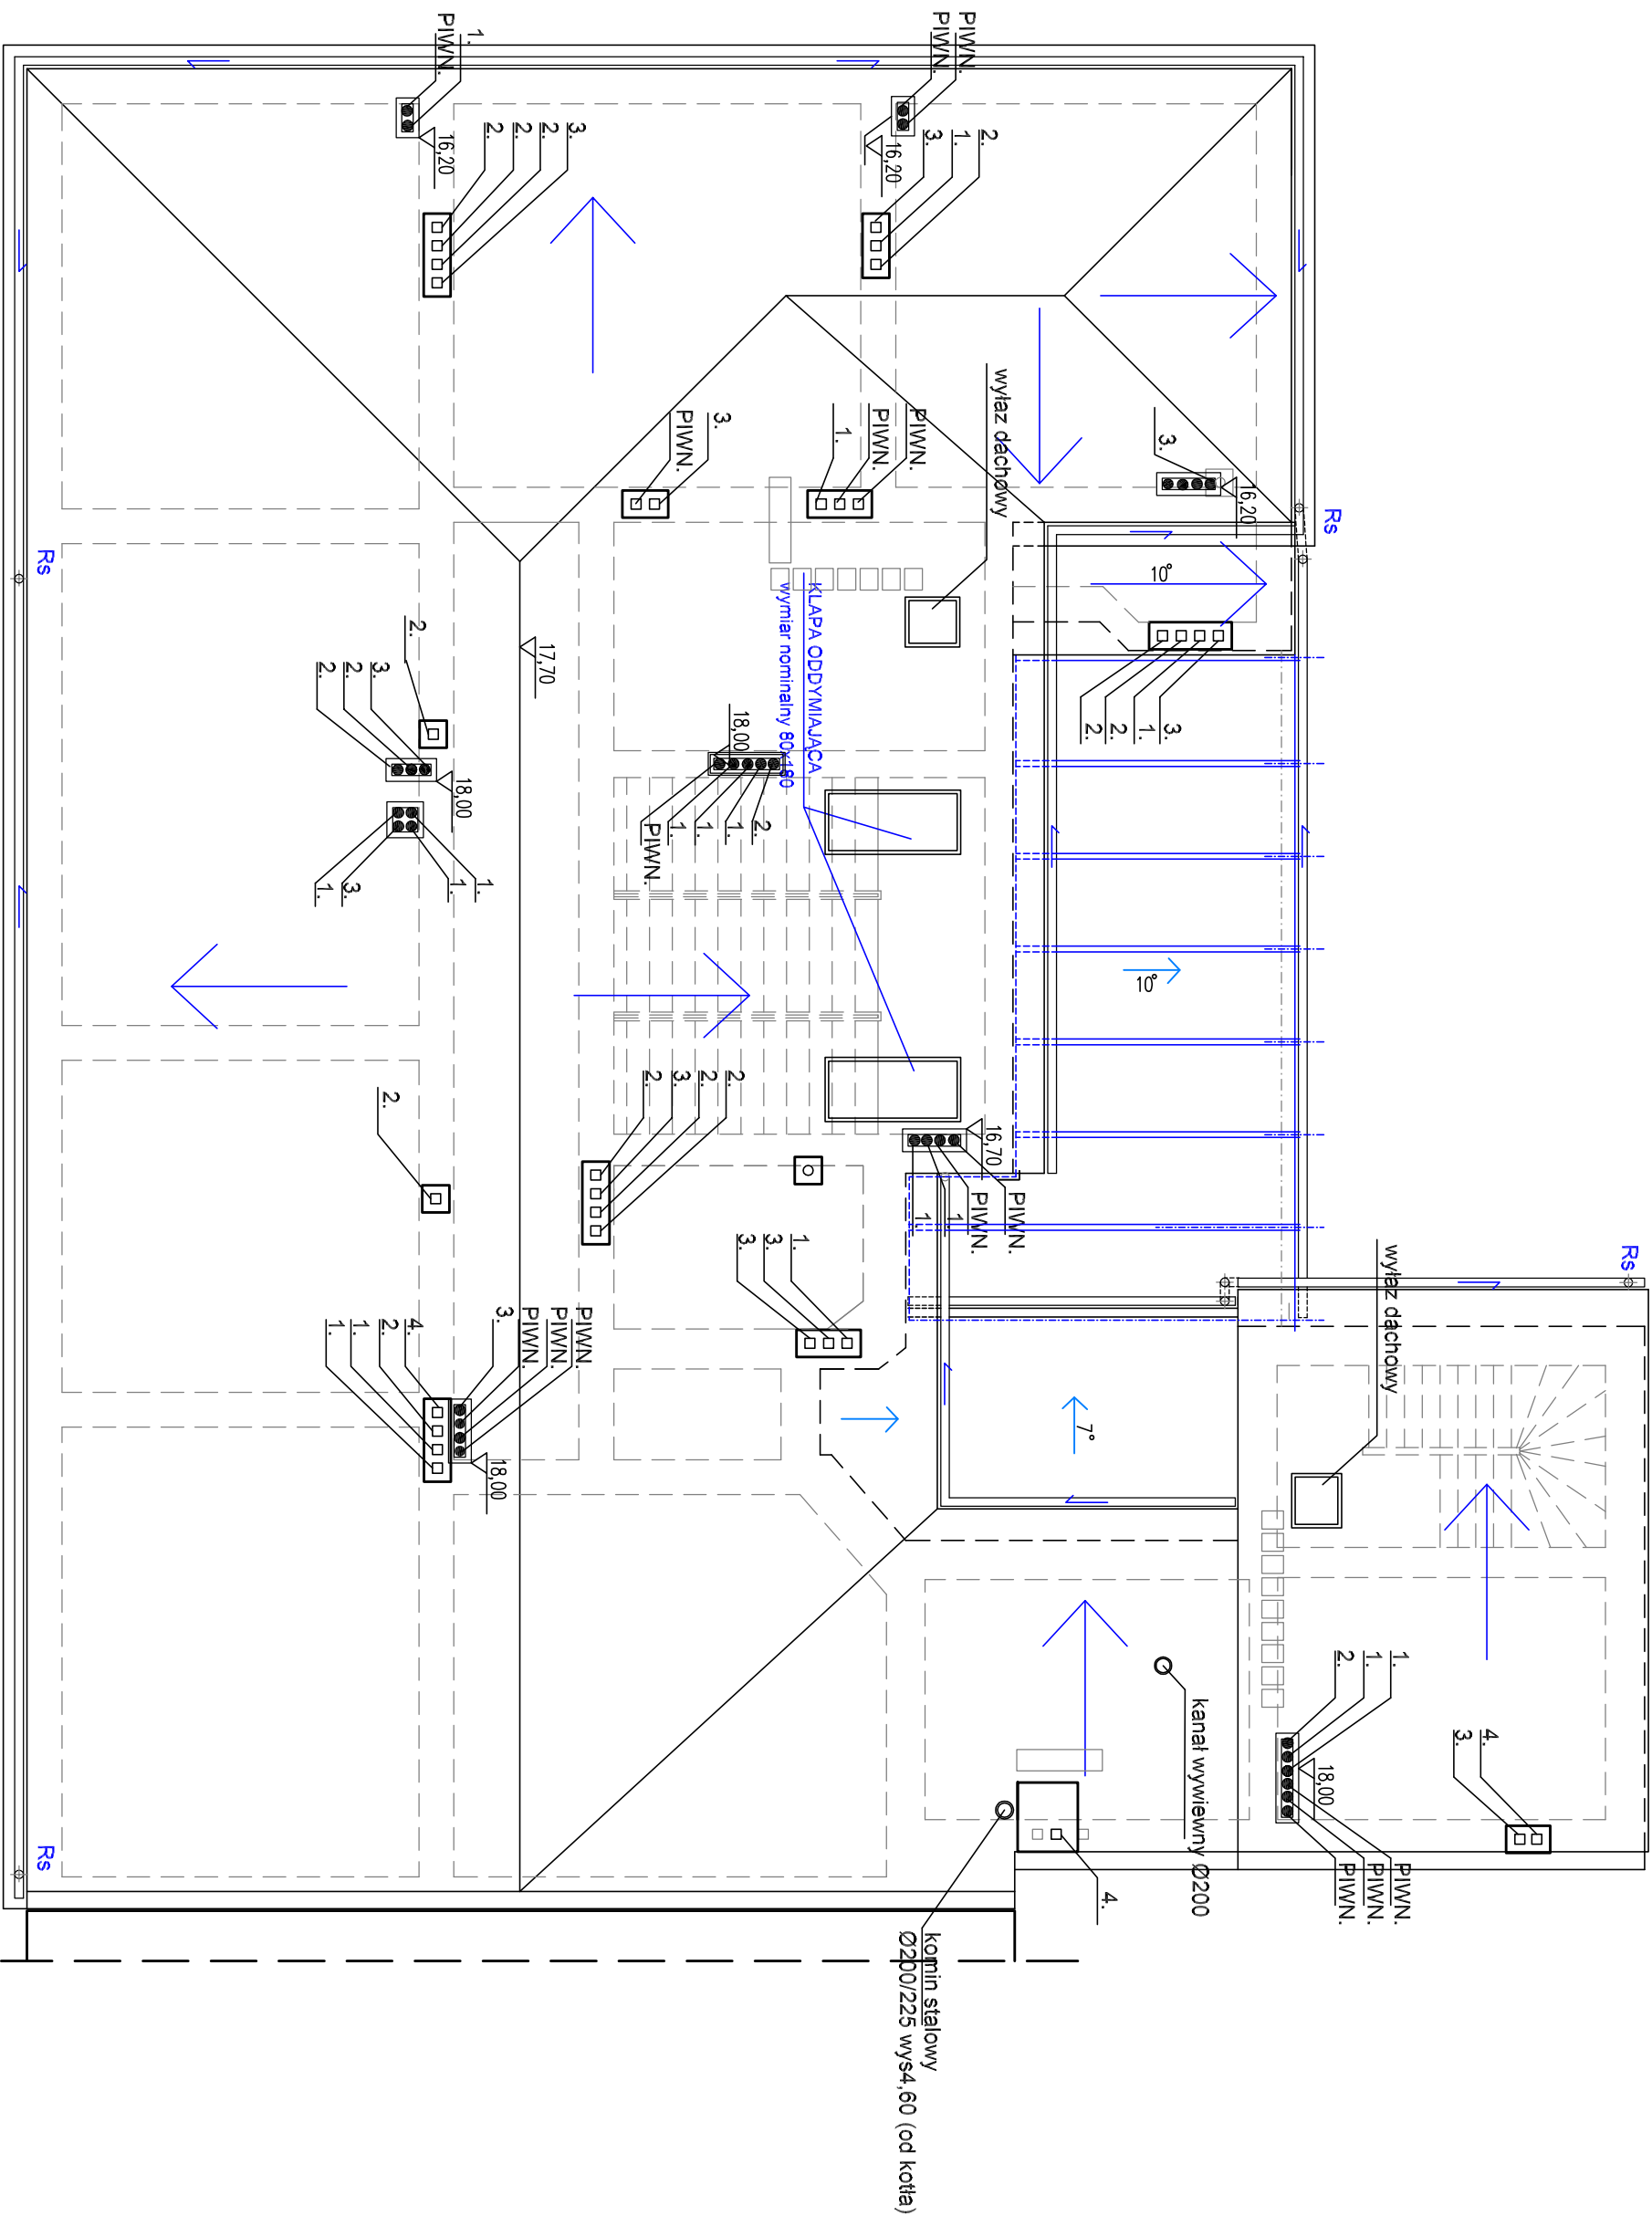 1.
PIWN.
PIWN.
PIWN.
16,20
16,20
2.
2.
2.
3.
3.
1.
2.
wyłaz dachowy
3.
16,20
Rs
PIWN.
3.
1.
PIWN.
PIWN.
10°
KLAPA ODDYMIAJĄCA
wymiar nominalny 80x180
Rs
2.
17,70
2.
2.
3.
18,00
18,00
2.
2.
1.
3.
1.
3.
1.
1.
PIWN.
1.
1.
1.
2.
10°
2.
2.
3.
2.
2.
16,70
1.
1.
PIWN.
PIWN.
3.
3.
1.
wyłaz dachowy
Rs
1.
1.
2.
4.
3.
PIWN.
PIWN.
PIWN.
18,00
7°
2.
1.
1.
kanał wywiewny Ø200
3.
4.
18,00
PIWN.
PIWN.
PIWN.
Rs
4.
komin stalowy
Ø200/225 wys4,60 (od kotła)